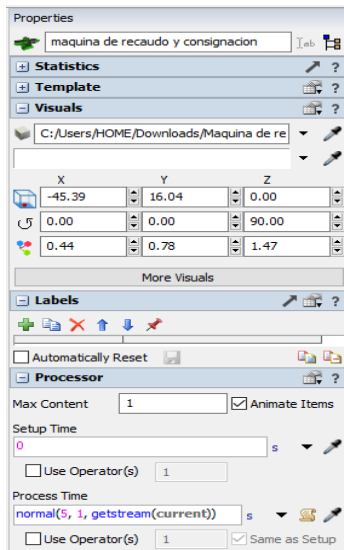 Properties
maquina de recaudo y consignacion
Statistics ?
Template ?
Visuals ?
C:/Users/HOME/Downloads/Maquina de re
X Y Z
-45.39 16.04 0.00
0.00 0.00 90.00
0.44 0.78 1.47
More Visuals
Labels ?
Automatically Reset
Processor ?
Max Content 1 Animate Items
Setup Time
0 s
Use Operator(s) 1
Process Time
normal(5, 1, getstream(current)) s
Use Operator(s) 1 Same as Setup